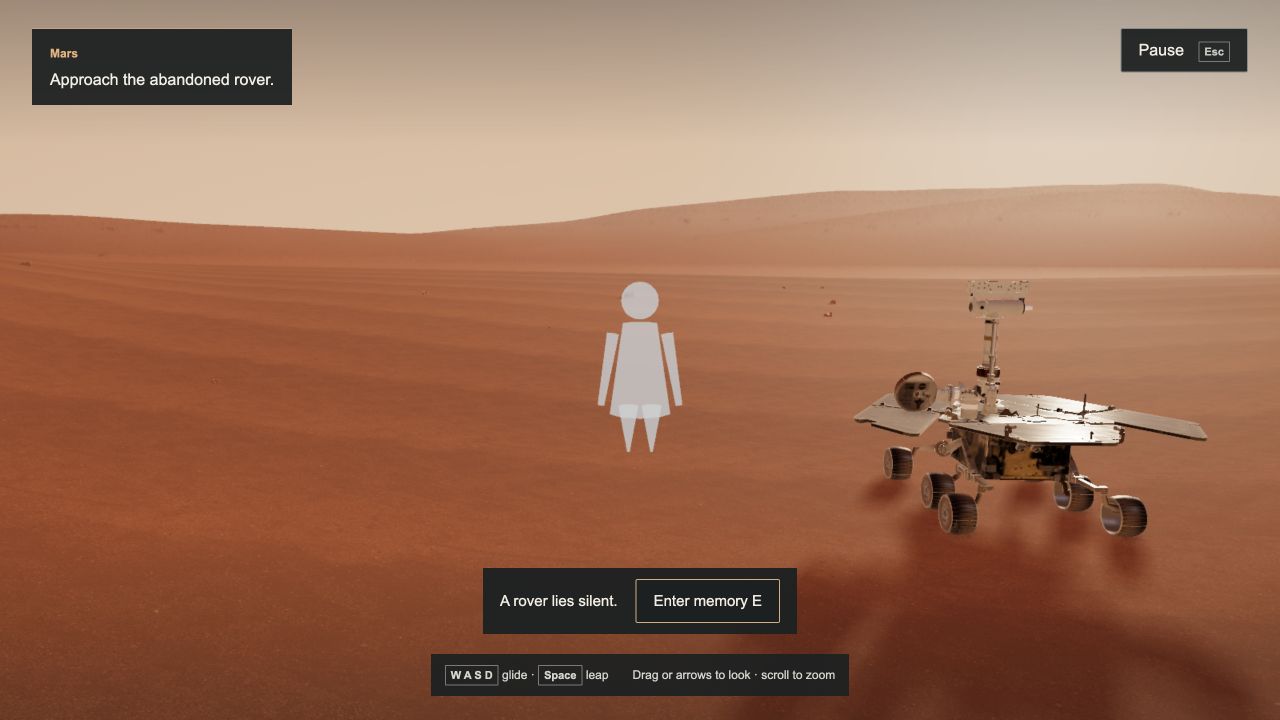 Mars
Approach the abandoned rover.
Pause Esc
A rover lies silent. Enter memory E
W A S D glide · Space leap Drag or arrows to look · scroll to zoom